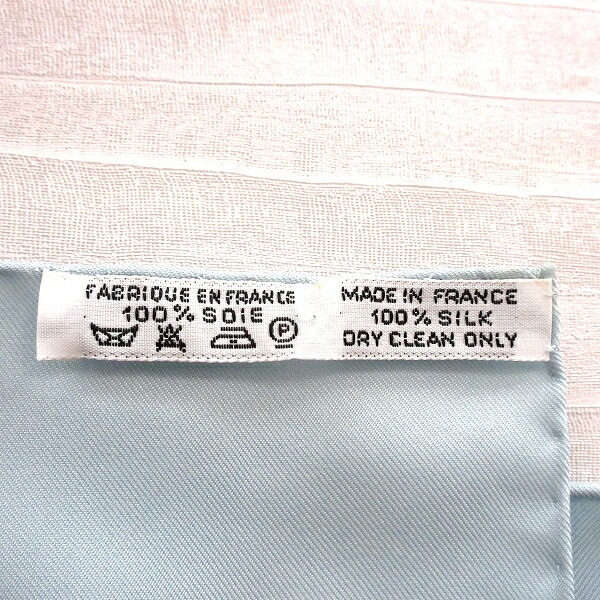 FABRIQUE EN FRANCE
100% SOIE
P
MADE IN FRANCE
100% SILK
DRY CLEAN ONLY